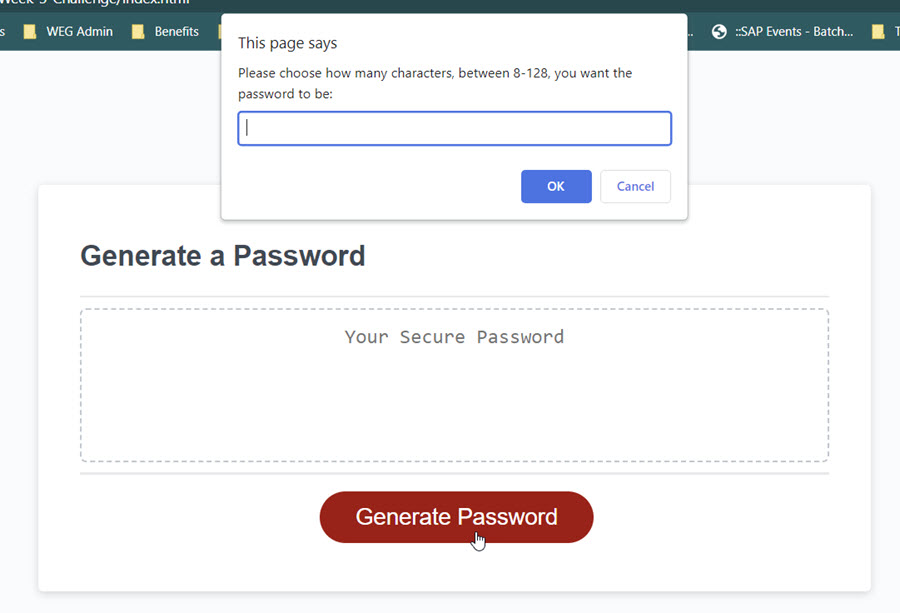 Week-3-Challenge/index.html
s WEG Admin Benefits ... ::SAP Events - Batch... T
This page says
Please choose how many characters, between 8-128, you want the
password to be:
OK Cancel
Generate a Password
Your Secure Password
Generate Password